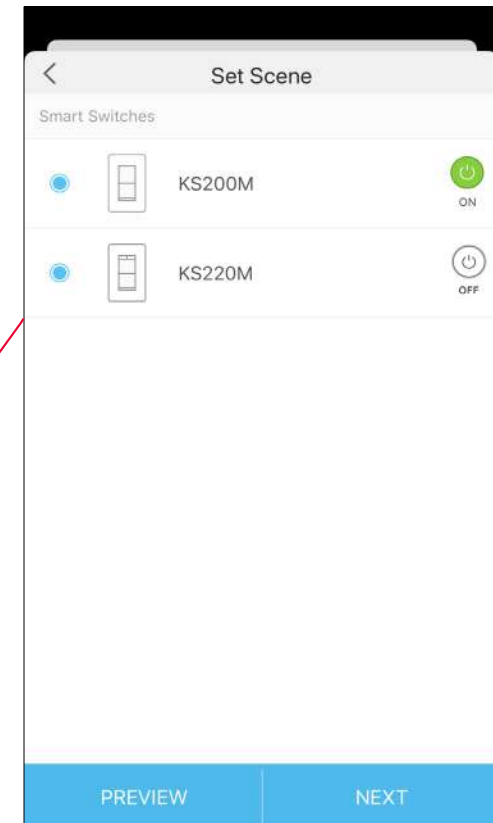 Set Scene
Smart Switches
KS200M
ON
KS220M
OFF
PREVIEW
NEXT